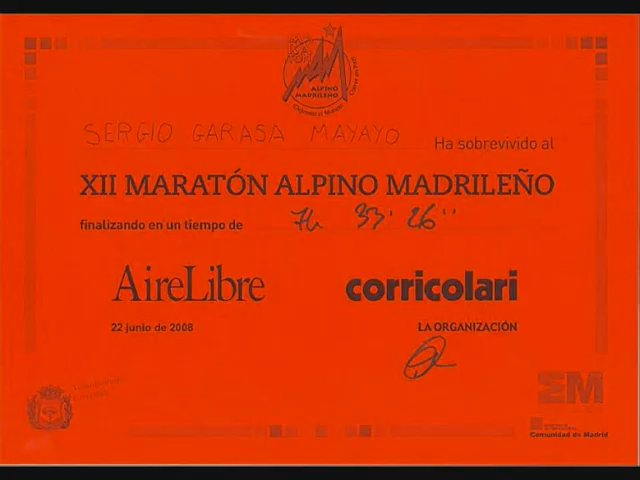 MARATÓN
ALPINO
MADRILEÑO
SERGIO GARASA MAYAYO
Ha sobrevivido al
XII MARATÓN ALPINO MADRILEÑO
finalizando en un tiempo de 7h 33' 26''
AireLibre corricolari
22 junio de 2008 LA ORGANIZACIÓN
EM
Comunidad de Madrid